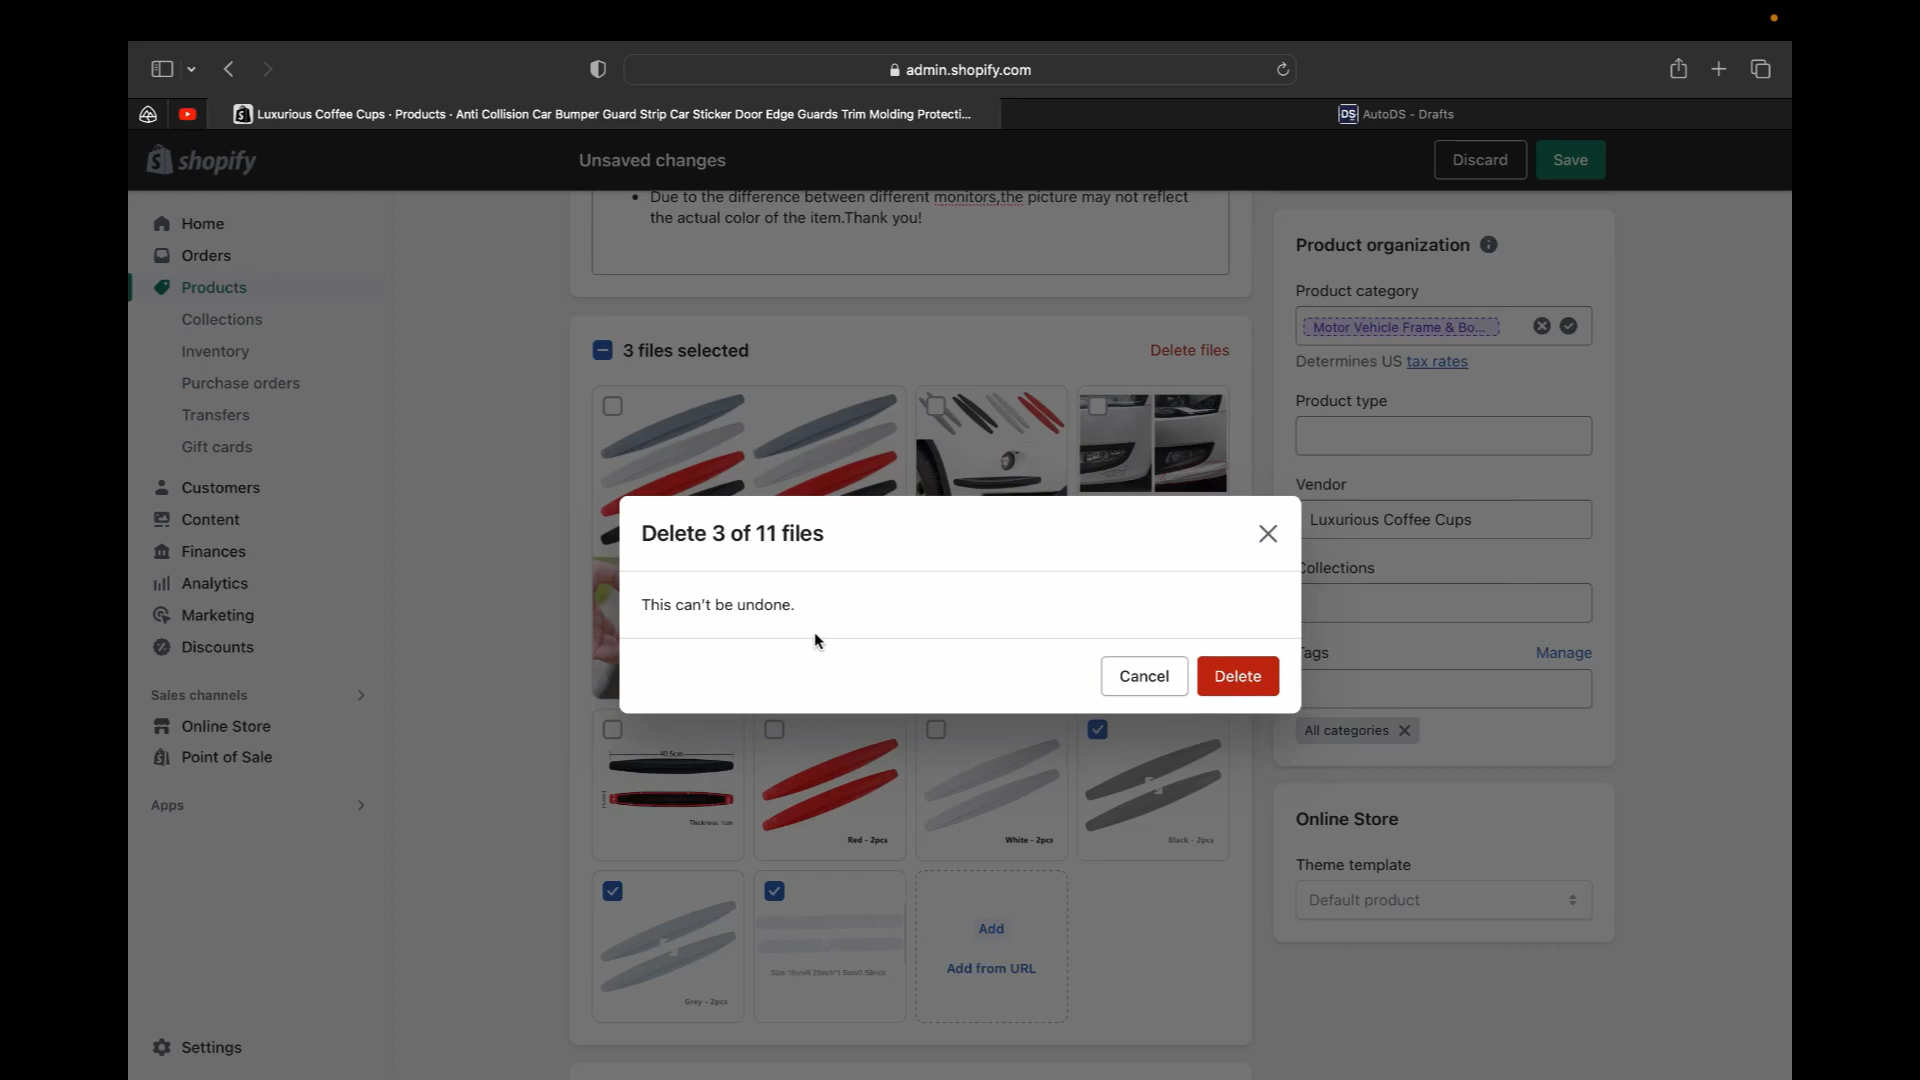 admin.shopify.com
Luxurious Coffee Cups · Products · Anti Collision Car Bumper Guard Strip Car Sticker Door Edge Guards Trim Molding Protecti...
DS AutoDS - Drafts
shopify
Unsaved changes
Discard
Save
Due to the difference between different monitors,the picture may not reflect
the actual color of the item.Thank you!
Home
Orders
Products
Collections
Inventory
Purchase orders
Transfers
Gift cards
Customers
Content
Finances
Analytics
Marketing
Discounts
Sales channels
Online Store
Point of Sale
Apps
Settings
3 files selected
Delete files
Delete 3 of 11 files
This can't be undone.
Cancel
Delete
40.5cm
Thickness 1cm
Red - 2pcs
White - 2pcs
Black - 2pcs
Grey - 2pcs
Add
Add from URL
Product organization
Product category
Motor Vehicle Frame & Bo...
Determines US tax rates
Product type
Vendor
Luxurious Coffee Cups
Collections
Tags
Manage
All categories
Online Store
Theme template
Default product